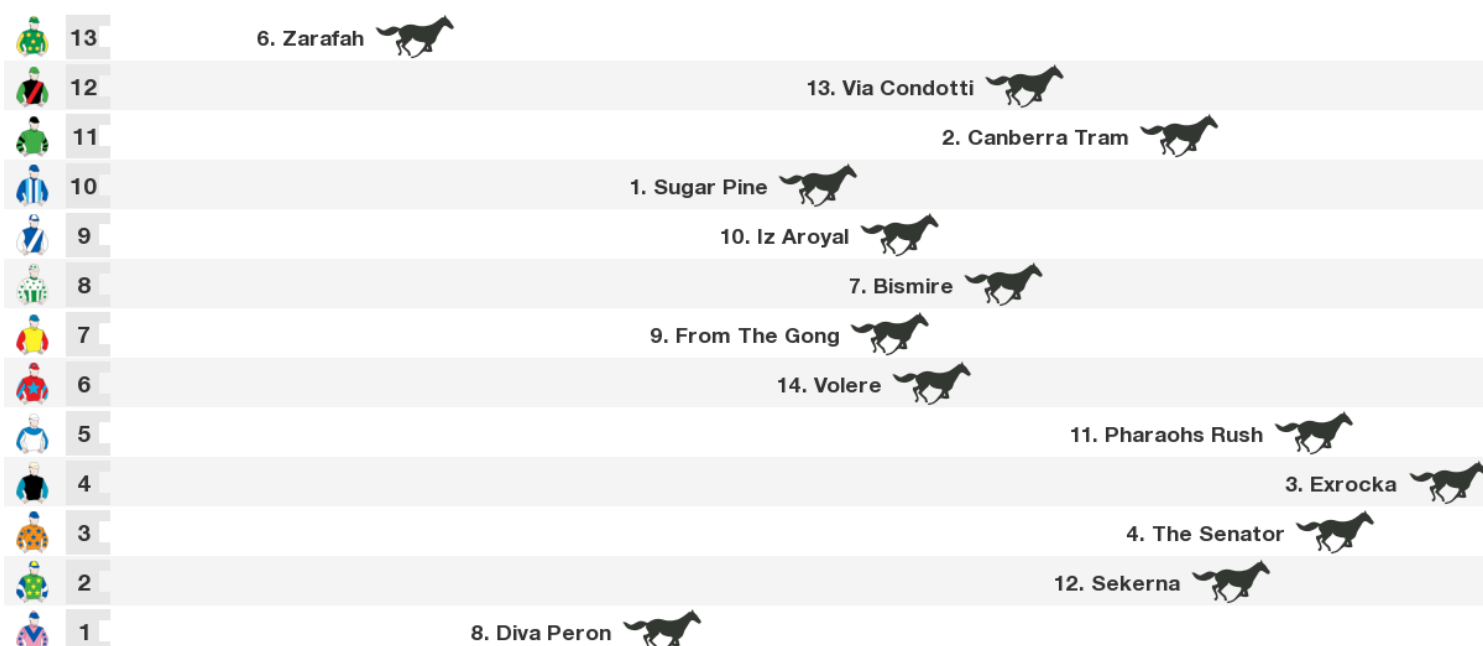 13 6. Zarafah
12 13. Via Condotti
11 2. Canberra Tram
10 1. Sugar Pine
9 10. Iz Aroyal
8 7. Bismire
7 9. From The Gong
6 14. Volere
5 11. Pharaohs Rush
4 3. Exrocka
3 4. The Senator
2 12. Sekerna
1 8. Diva Peron